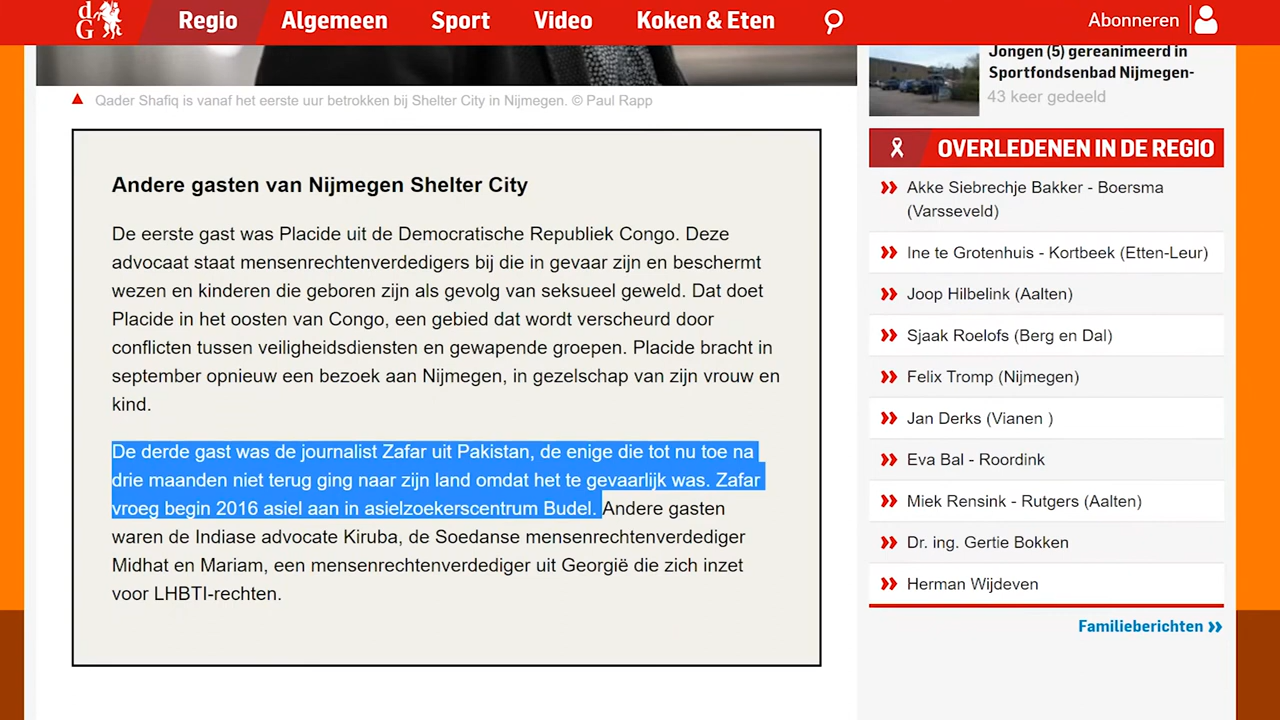 dG
Regio
Algemeen
Sport
Video
Koken & Eten
Abonneren
Qader Shafiq is vanaf het eerste uur betrokken bij Shelter City in Nijmegen. © Paul Rapp
Andere gasten van Nijmegen Shelter City
De eerste gast was Placide uit de Democratische Republiek Congo. Deze
advocaat staat mensenrechtenverdedigers bij die in gevaar zijn en beschermt
wezen en kinderen die geboren zijn als gevolg van seksueel geweld. Dat doet
Placide in het oosten van Congo, een gebied dat wordt verscheurd door
conflicten tussen veiligheidsdiensten en gewapende groepen. Placide bracht in
september opnieuw een bezoek aan Nijmegen, in gezelschap van zijn vrouw en
kind.
De derde gast was de journalist Zafar uit Pakistan, de enige die tot nu toe na
drie maanden niet terug ging naar zijn land omdat het te gevaarlijk was. Zafar
vroeg begin 2016 asiel aan in asielzoekerscentrum Budel. Andere gasten
waren de Indiase advocate Kiruba, de Soedanse mensenrechtenverdediger
Midhat en Mariam, een mensenrechtenverdediger uit Georgië die zich inzet
voor LHBTI-rechten.
Jongen (5) gereanimeerd in
Sportfondsenbad Nijmegen-
43 keer gedeeld
OVERLEDENEN IN DE REGIO
Akke Siebrechje Bakker - Boersma
(Varsseveld)
Ine te Grotenhuis - Kortbeek (Etten-Leur)
Joop Hilbelink (Aalten)
Sjaak Roelofs (Berg en Dal)
Felix Tromp (Nijmegen)
Jan Derks (Vianen )
Eva Bal - Roordink
Miek Rensink - Rutgers (Aalten)
Dr. ing. Gertie Bokken
Herman Wijdeven
Familieberichten